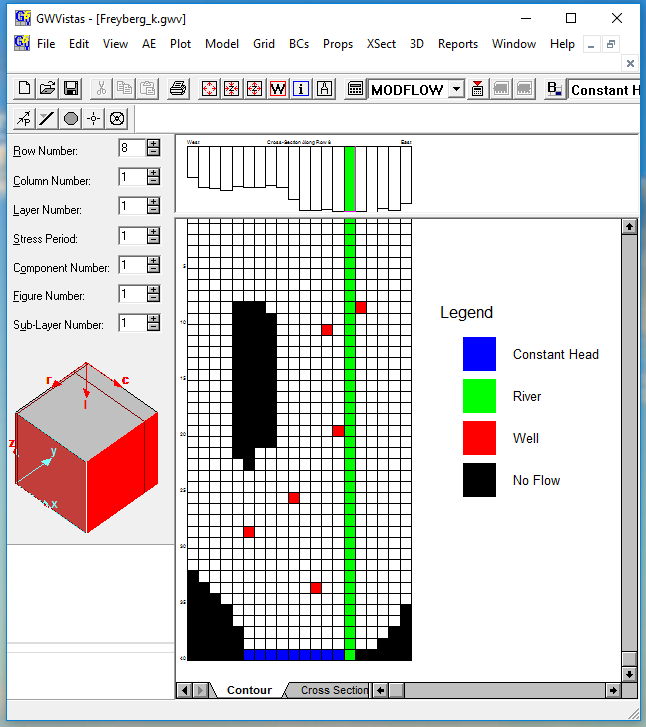 GWVistas - [Freyberg_k.gwv]
File Edit View AE Plot Model Grid BCs Props XSect 3D Reports Window Help
W i A MODFLOW B Constant H
P
Row Number: 8
Column Number: 1
Layer Number: 1
Stress Period: 1
Component Number: 1
Figure Number: 1
Sub-Layer Number: 1
r c
l
z y
x
West Cross-Section Along Row 8 East
5
10
15
20
25
30
35
40
Legend
Constant Head
River
Well
No Flow
Contour Cross Section